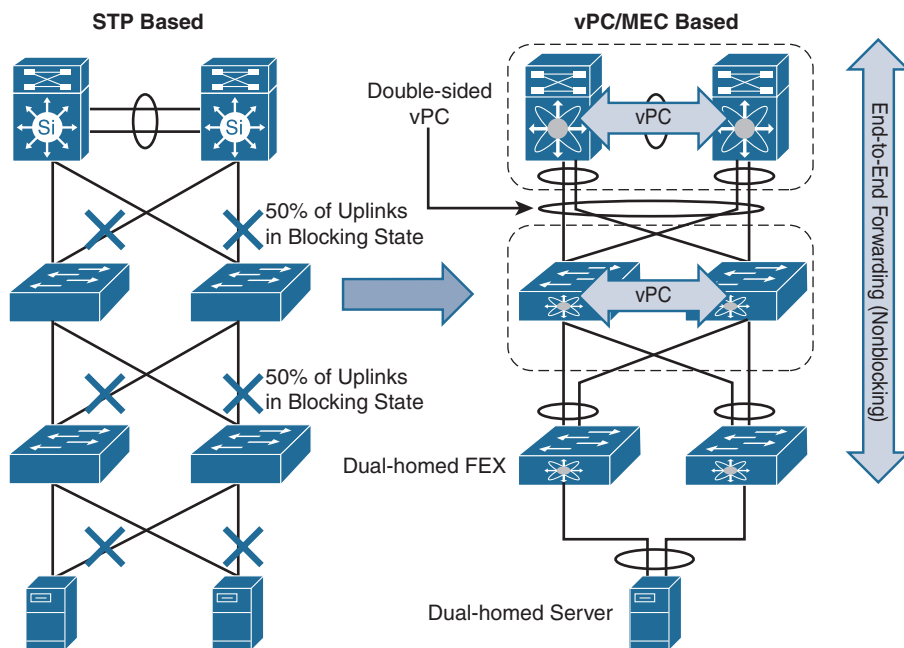 STP Based
vPC/MEC Based
Si
Si
Double-sided
vPC
vPC
50% of Uplinks
in Blocking State
vPC
50% of Uplinks
in Blocking State
Dual-homed FEX
Dual-homed Server
End-to-End Forwarding (Nonblocking)